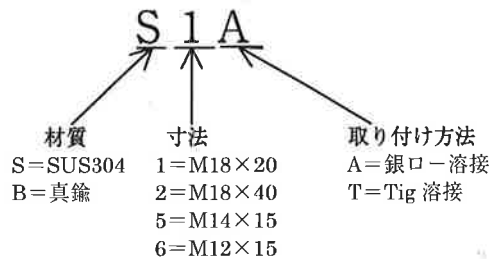 S 1 A
材質 寸法 取り付け方法
S=SUS304 1=M18×20 A=銀ロー溶接
B=真鍮 2=M18×40 T=Tig 溶接
5=M14×15
6=M12×15